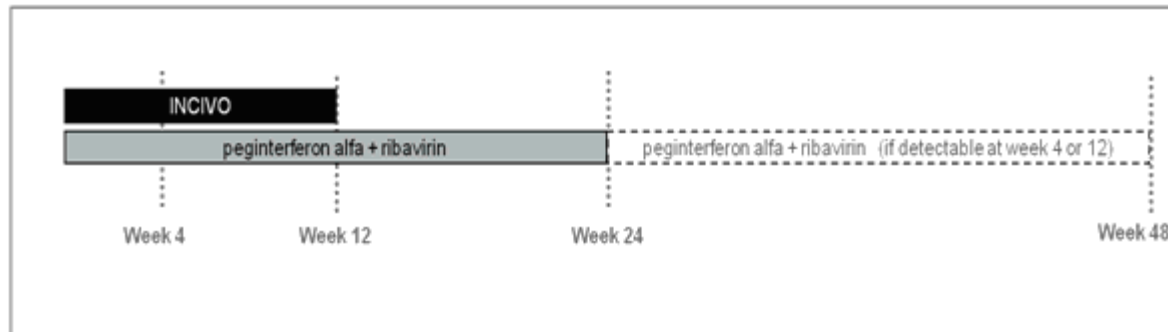 INCIVO
peginterferon alfa + ribavirin
peginterferon alfa + ribavirin (if detectable at week 4 or 12)
Week 4
Week 12
Week 24
Week 48